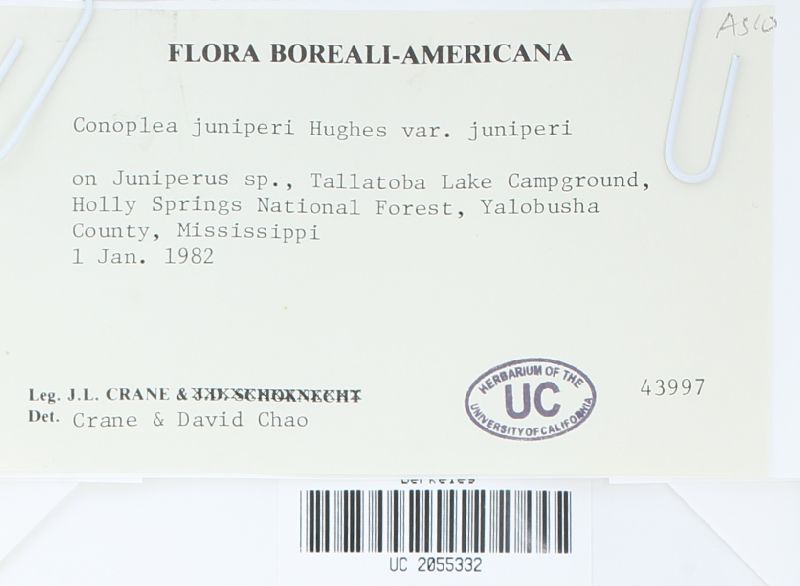 Asco
FLORA BOREALI-AMERICANA
Conoplea juniperi Hughes var. juniperi
on Juniperus sp., Tallatoba Lake Campground,
Holly Springs National Forest, Yalobusha
County, Mississippi
1 Jan. 1982
Leg. J.L. CRANE & J.D. SCHOKNECHT
Det. Crane & David Chao
HERBARIUM OF THE
UC
UNIVERSITY OF CALIFORNIA
43997
Berkeley
UC 2055332